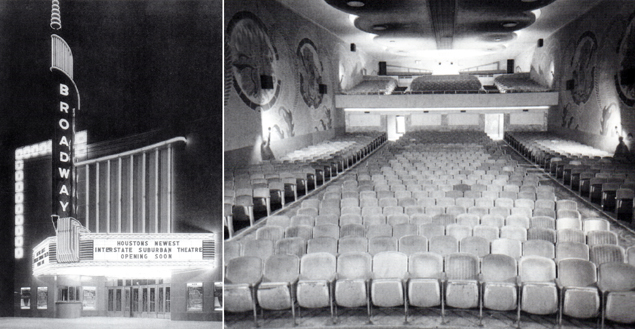 BROADWAY
HOUSTONS NEWEST
INTERSTATE SUBURBAN THEATRE
OPENING SOON